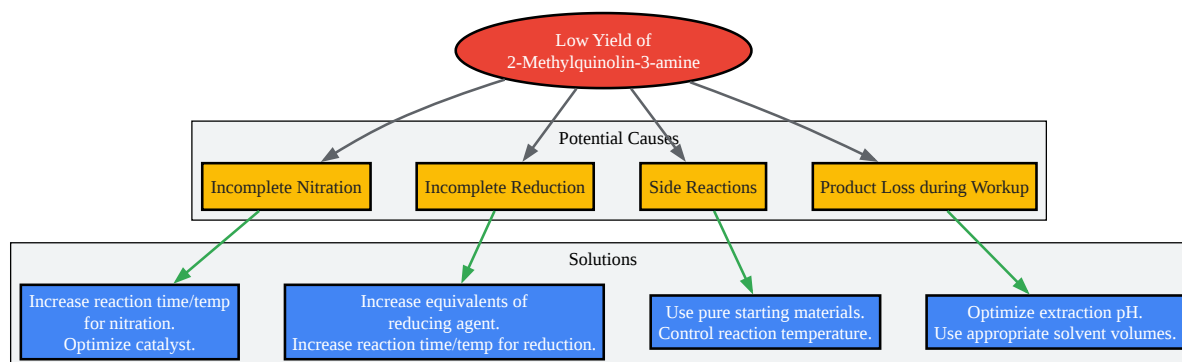 Low Yield of
2-Methylquinolin-3-amine
Potential Causes
Incomplete Nitration
Incomplete Reduction
Side Reactions
Product Loss during Workup
Solutions
Increase reaction time/temp
for nitration.
Optimize catalyst.
Increase equivalents of
reducing agent.
Increase reaction time/temp for reduction.
Use pure starting materials.
Control reaction temperature.
Optimize extraction pH.
Use appropriate solvent volumes.